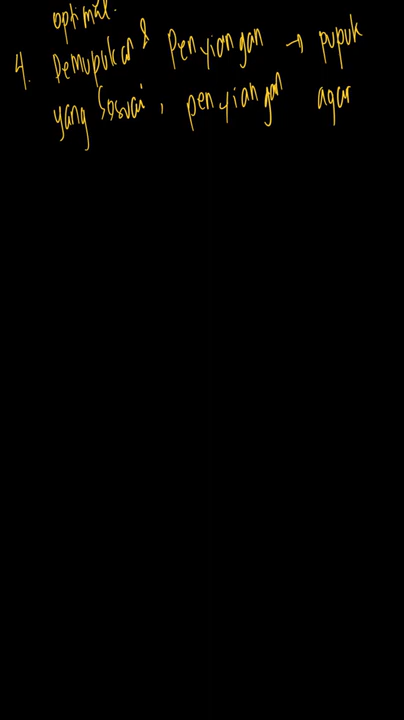 optimal.
4. Pemupukan & Penyiangan → pupuk
yang sesuai, penyiangan agar